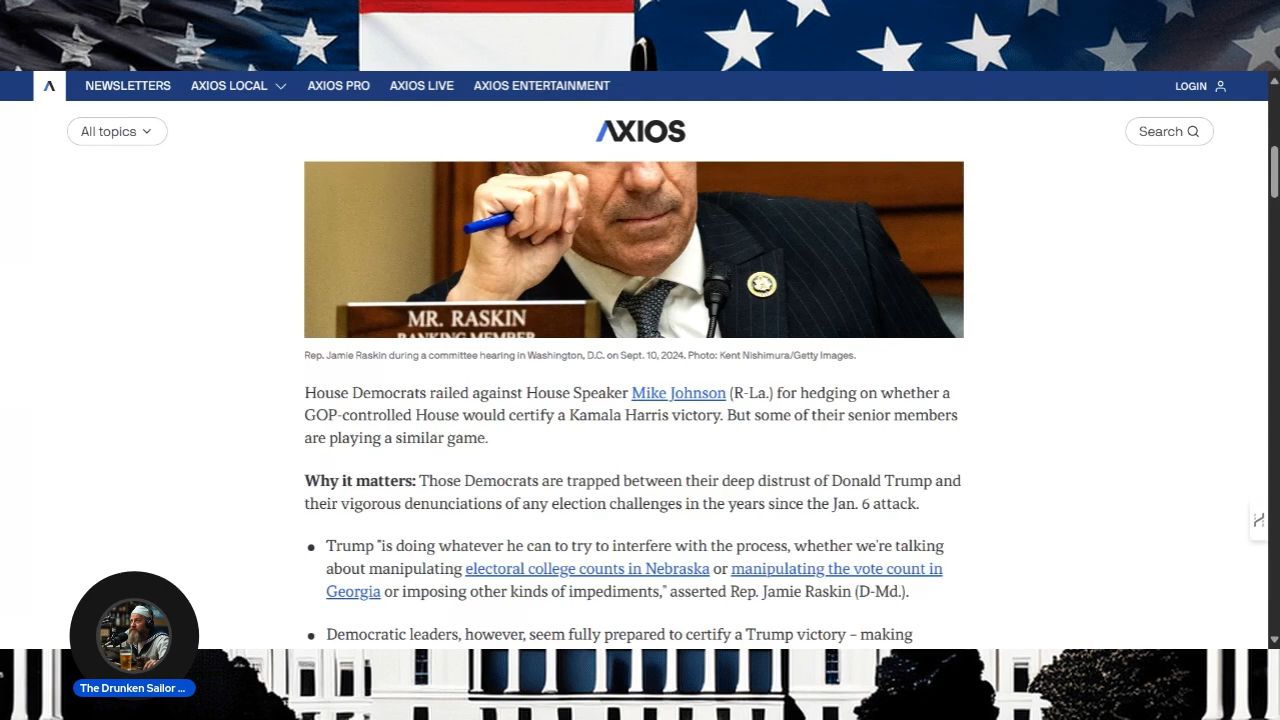 NEWSLETTERS AXIOS LOCAL AXIOS PRO AXIOS LIVE AXIOS ENTERTAINMENT LOGIN
All topics AXIOS Search
MR. RASKIN
RANKING MEMBER
Rep. Jamie Raskin during a committee hearing in Washington, D.C. on Sept. 10, 2024. Photo: Kent Nishimura/Getty Images.
House Democrats railed against House Speaker Mike Johnson (R-La.) for hedging on whether a
GOP-controlled House would certify a Kamala Harris victory. But some of their senior members
are playing a similar game.
Why it matters: Those Democrats are trapped between their deep distrust of Donald Trump and
their vigorous denunciations of any election challenges in the years since the Jan. 6 attack.
• Trump "is doing whatever he can to try to interfere with the process, whether we're talking
about manipulating electoral college counts in Nebraska or manipulating the vote count in
Georgia or imposing other kinds of impediments," asserted Rep. Jamie Raskin (D-Md.).
• Democratic leaders, however, seem fully prepared to certify a Trump victory – making
The Drunken Sailor ...